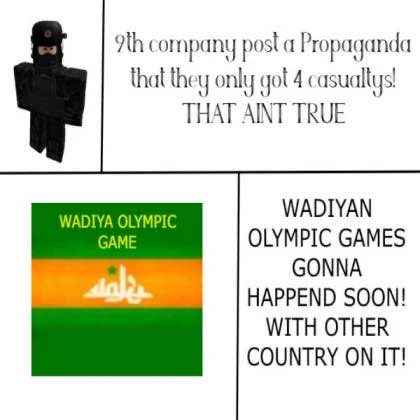 9th company post a Propaganda
that they only got 4 casualtys!
THAT AINT TRUE
WADIYA OLYMPIC
GAME
WADIYAN
OLYMPIC GAMES
GONNA
HAPPEND SOON!
WITH OTHER
COUNTRY ON IT!